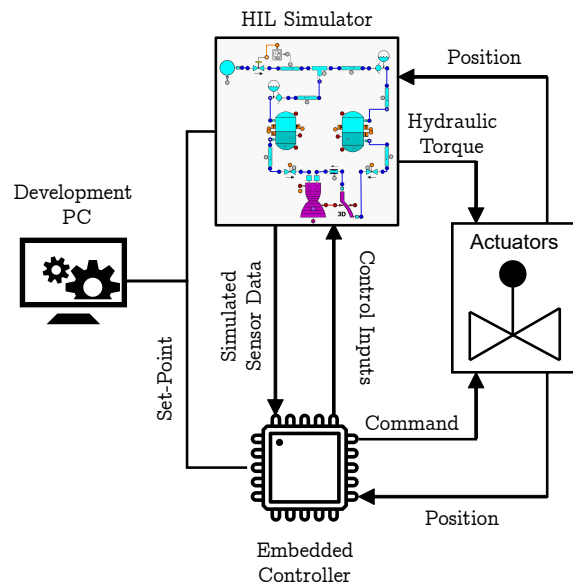 HIL Simulator
Position
Hydraulic
Torque
Development
PC
Actuators
3D
Simulated
Sensor Data
Control Inputs
Set-Point
Command
Position
Embedded
Controller